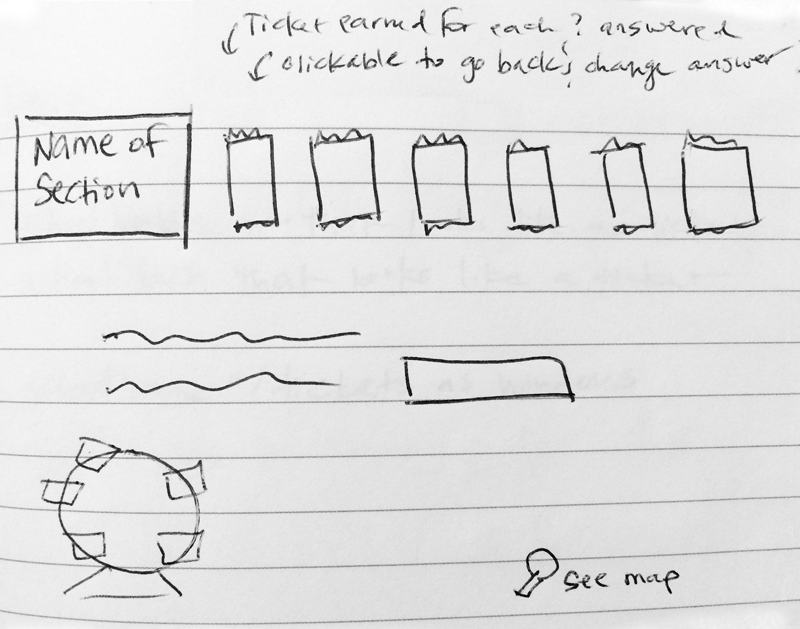 Ticket earned for each ? answered
clickable to go back & change answer
Name of
Section
see map